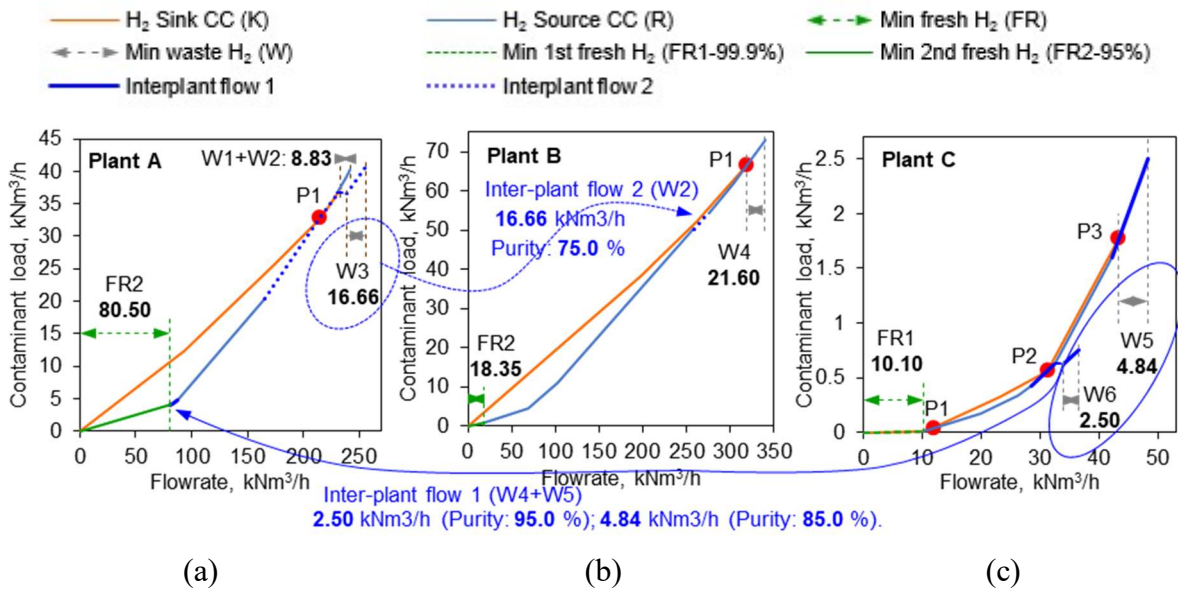 H₂ Sink CC (K)
H₂ Source CC (R)
Min fresh H₂ (FR)
Min waste H₂ (W)
Min 1st fresh H₂ (FR1-99.9%)
Min 2nd fresh H₂ (FR2-95%)
Interplant flow 1
Interplant flow 2
Contaminant load, kNm³/h
45
40
35
30
25
20
15
10
5
0
Plant A
W1+W2: 8.83
P1
FR2
80.50
W3
16.66
0 50 100 150 200 250
Flowrate, kNm³/h
Contaminant load, kNm³/h
70
60
50
40
30
20
10
0
Plant B
P1
Inter-plant flow 2 (W2)
16.66 kNm3/h
Purity: 75.0 %
W4
21.60
FR2
18.35
0 50 100 150 200 250 300 350
Flowrate, kNm³/h
Contaminant load, kNm³/h
2.5
2
1.5
1
0.5
0
Plant C
P3
FR1
10.10
P2
W5
4.84
P1
W6
2.50
0 10 20 30 40 50
Flowrate, kNm³/h
Inter-plant flow 1 (W4+W5)
2.50 kNm3/h (Purity: 95.0 %); 4.84 kNm3/h (Purity: 85.0 %).
(a)
(b)
(c)